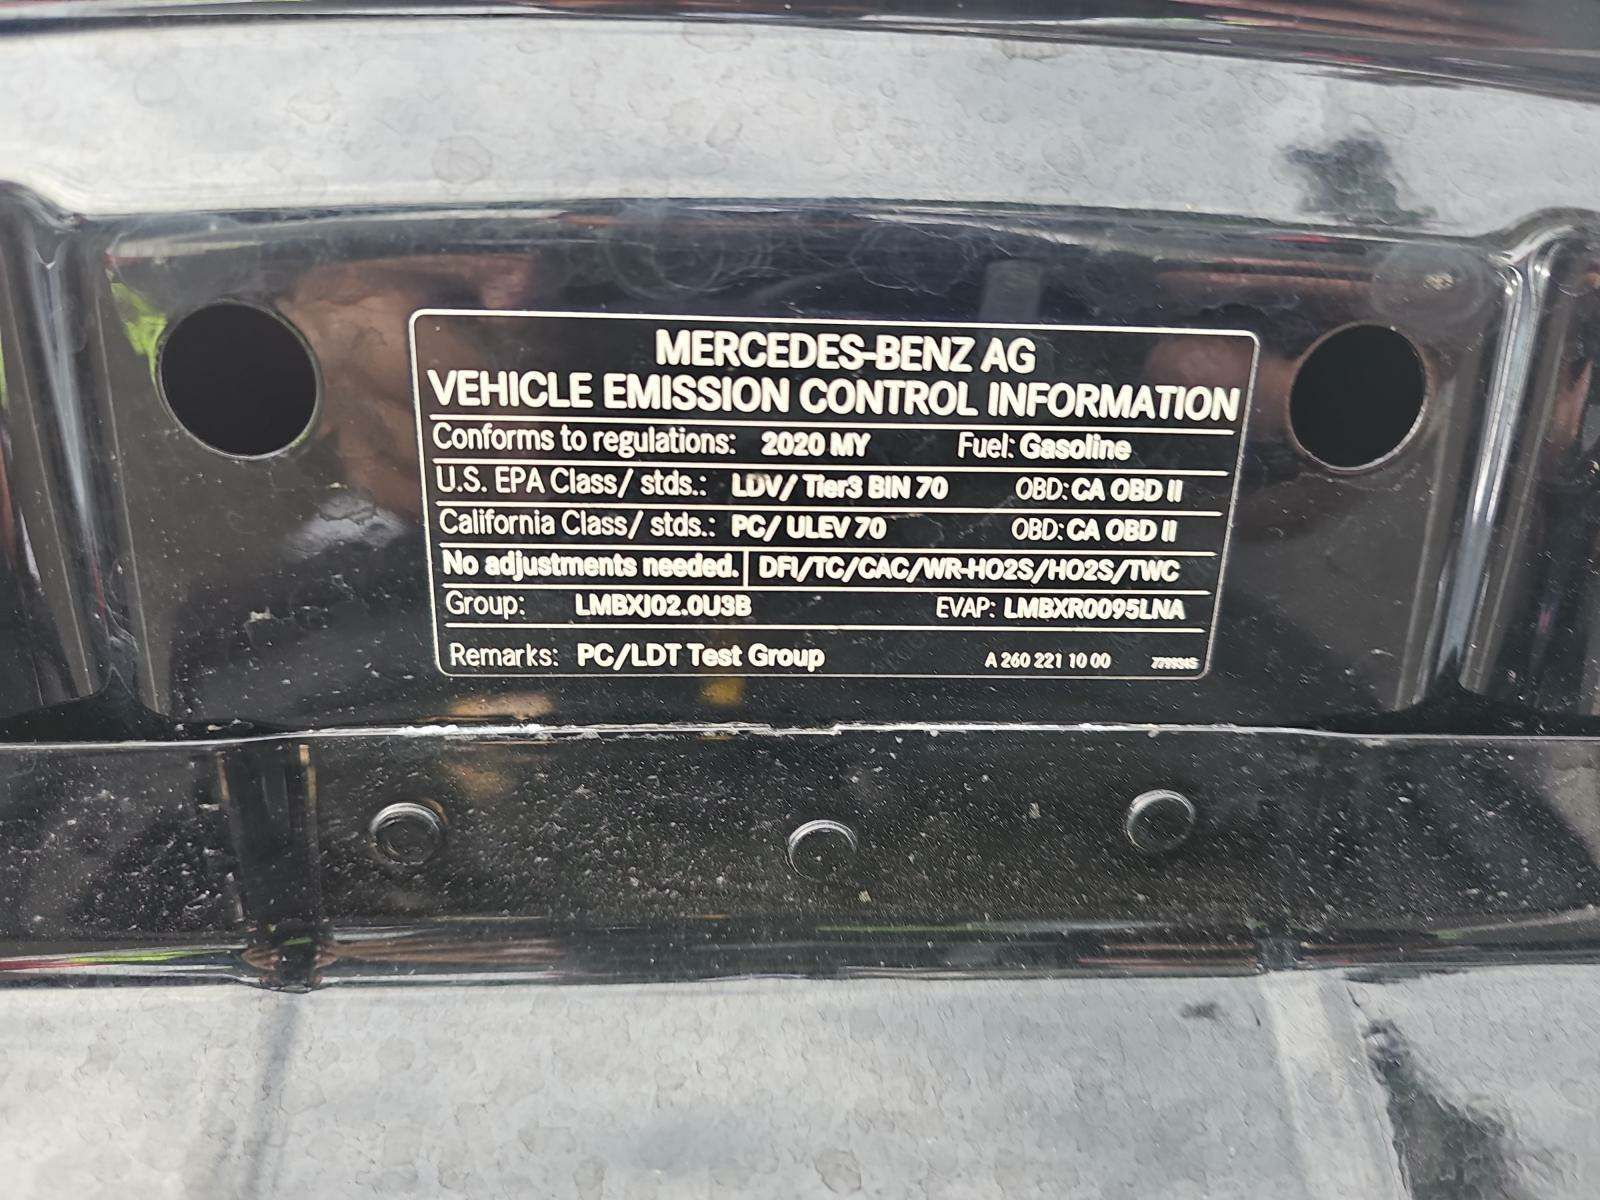 MERCEDES-BENZ AG
VEHICLE EMISSION CONTROL INFORMATION
Conforms to regulations: 2020 MY Fuel: Gasoline
U.S. EPA Class/ stds.: LDV/ Tier3 BIN 70 OBD: CA OBD II
California Class/ stds.: PC/ ULEV 70 OBD: CA OBD II
No adjustments needed. DFI/TC/CAC/WR-HO2S/HO2S/TWC
Group: LMBXJ02.0U3B EVAP: LMBXR0095LNA
Remarks: PC/LDT Test Group A 260 221 10 00